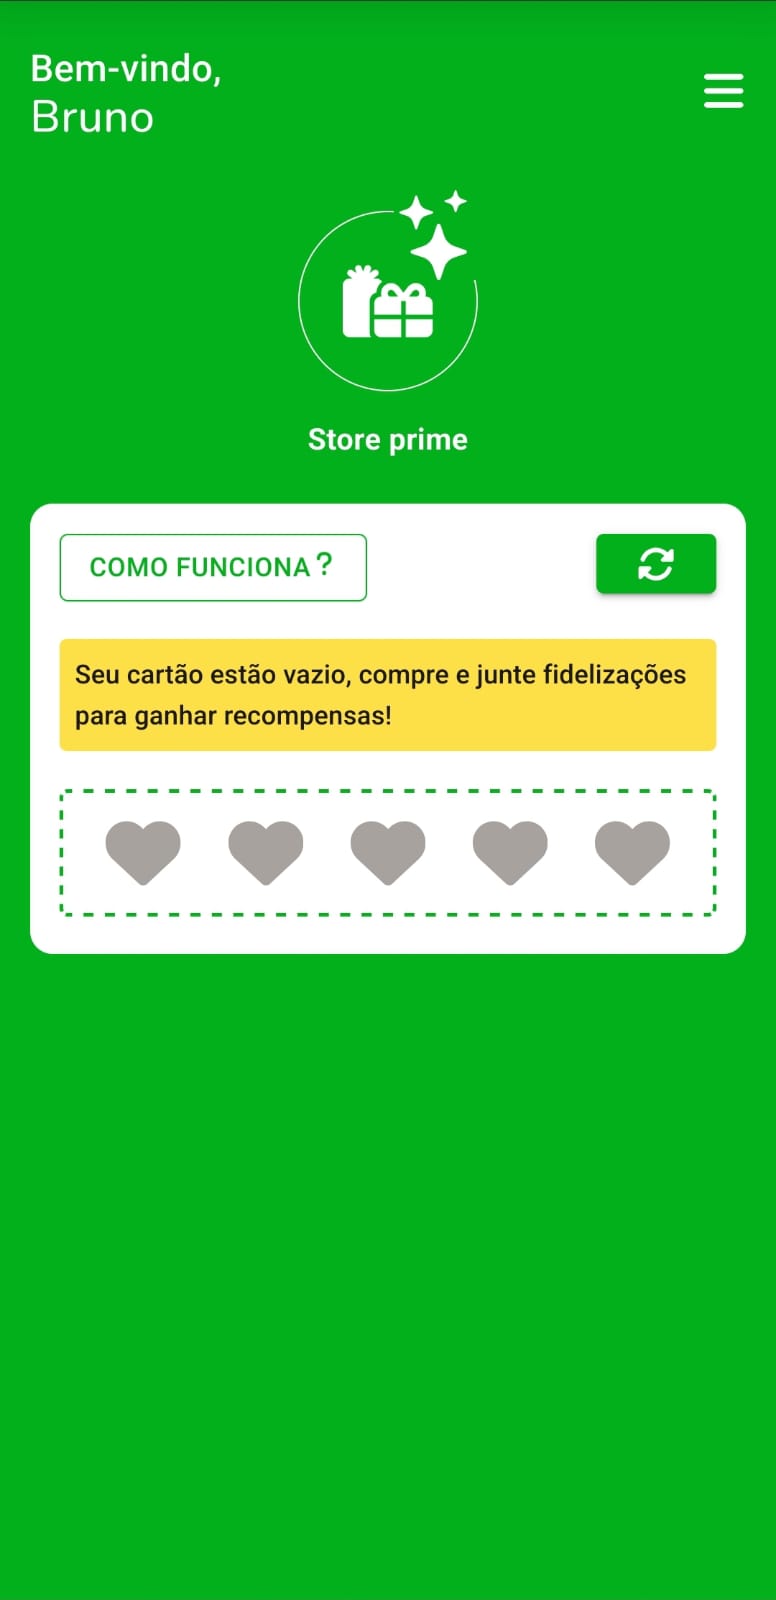 Bem-vindo,
Bruno
Store prime
COMO FUNCIONA ?
Seu cartão estão vazio, compre e junte fidelizações
para ganhar recompensas!